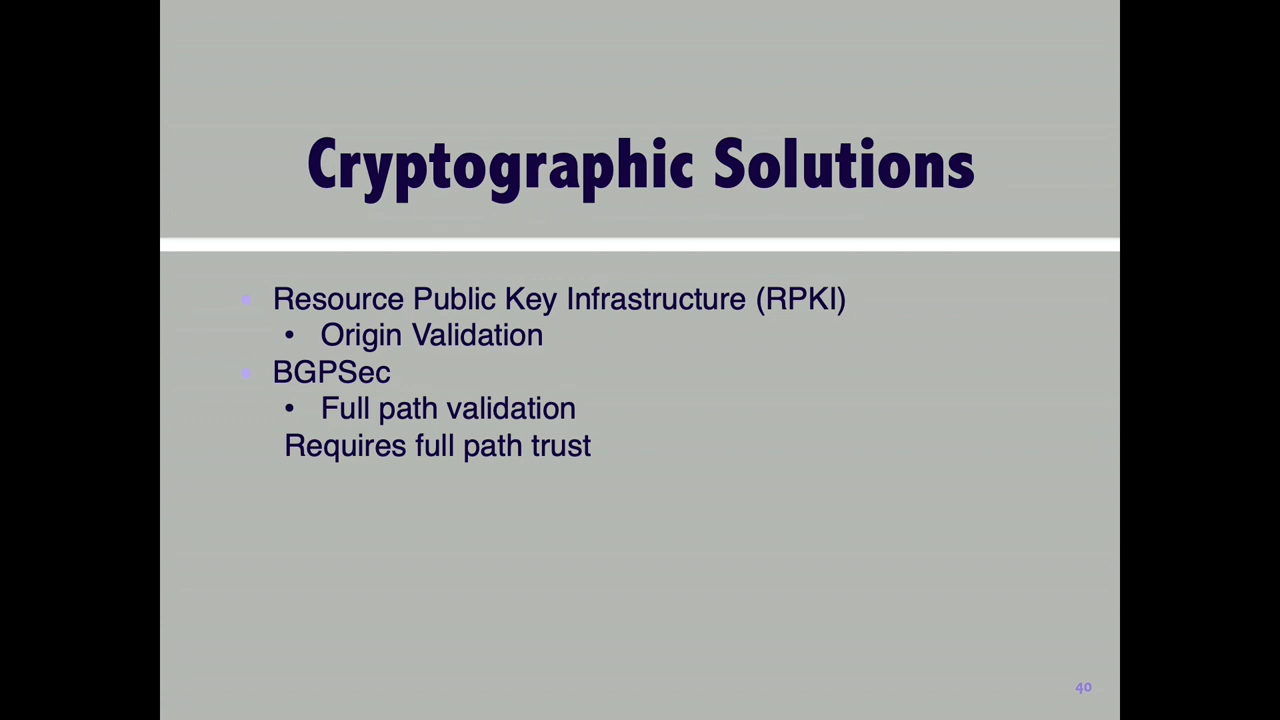 Cryptographic Solutions
• Resource Public Key Infrastructure (RPKI)
• Origin Validation
• BGPSec
• Full path validation
Requires full path trust
40